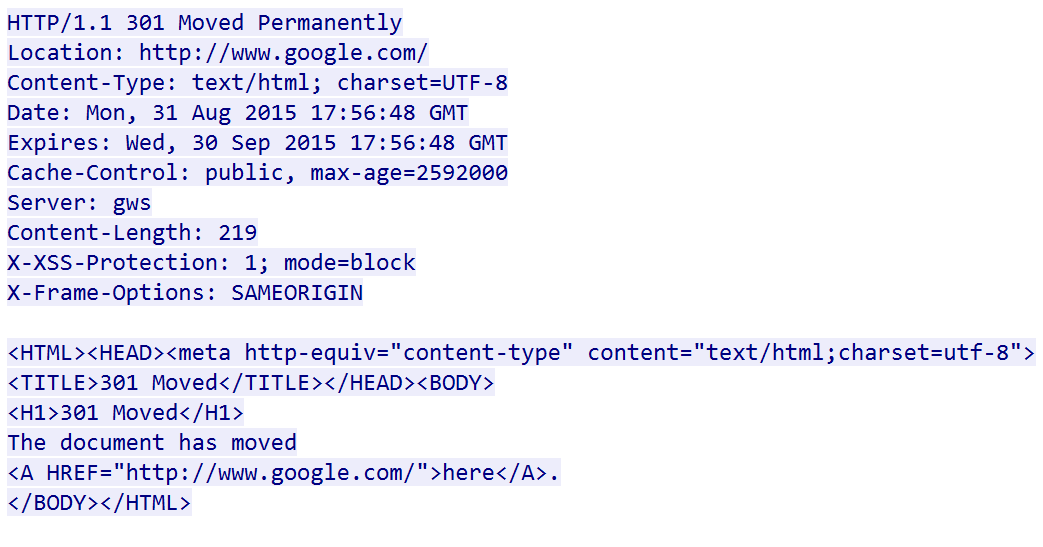 HTTP/1.1 301 Moved Permanently
Location: http://www.google.com/
Content-Type: text/html; charset=UTF-8
Date: Mon, 31 Aug 2015 17:56:48 GMT
Expires: Wed, 30 Sep 2015 17:56:48 GMT
Cache-Control: public, max-age=2592000
Server: gws
Content-Length: 219
X-XSS-Protection: 1; mode=block
X-Frame-Options: SAMEORIGIN

<HTML><HEAD><meta http-equiv="content-type" content="text/html;charset=utf-8">
<TITLE>301 Moved</TITLE></HEAD><BODY>
<H1>301 Moved</H1>
The document has moved
<A HREF="http://www.google.com/">here</A>.
</BODY></HTML>